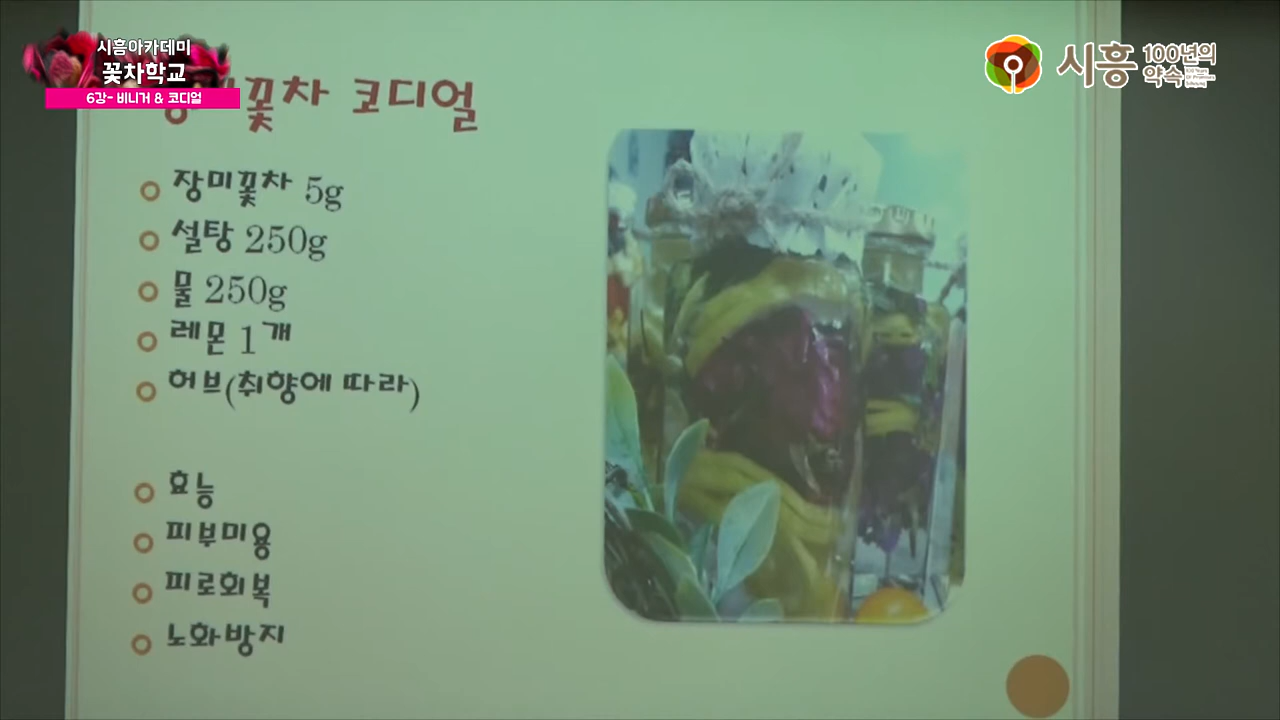 시흥아카데미
꽃차학교
6강- 비니거 & 코디얼
시흥 100년의 약속
꽃차 코디얼
장미꽃차 5g
설탕 250g
물 250g
레몬 1개
허브(취향에 따라)
효능
피부미용
피로회복
노화방지